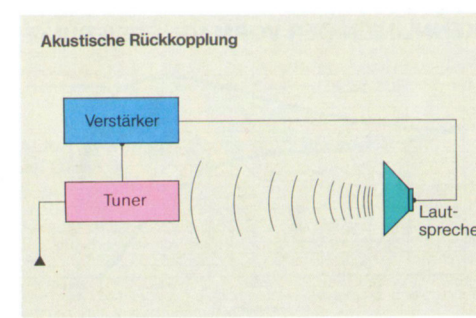 Akustische Rückkopplung
Verstärker
Tuner
Laut-
spreche